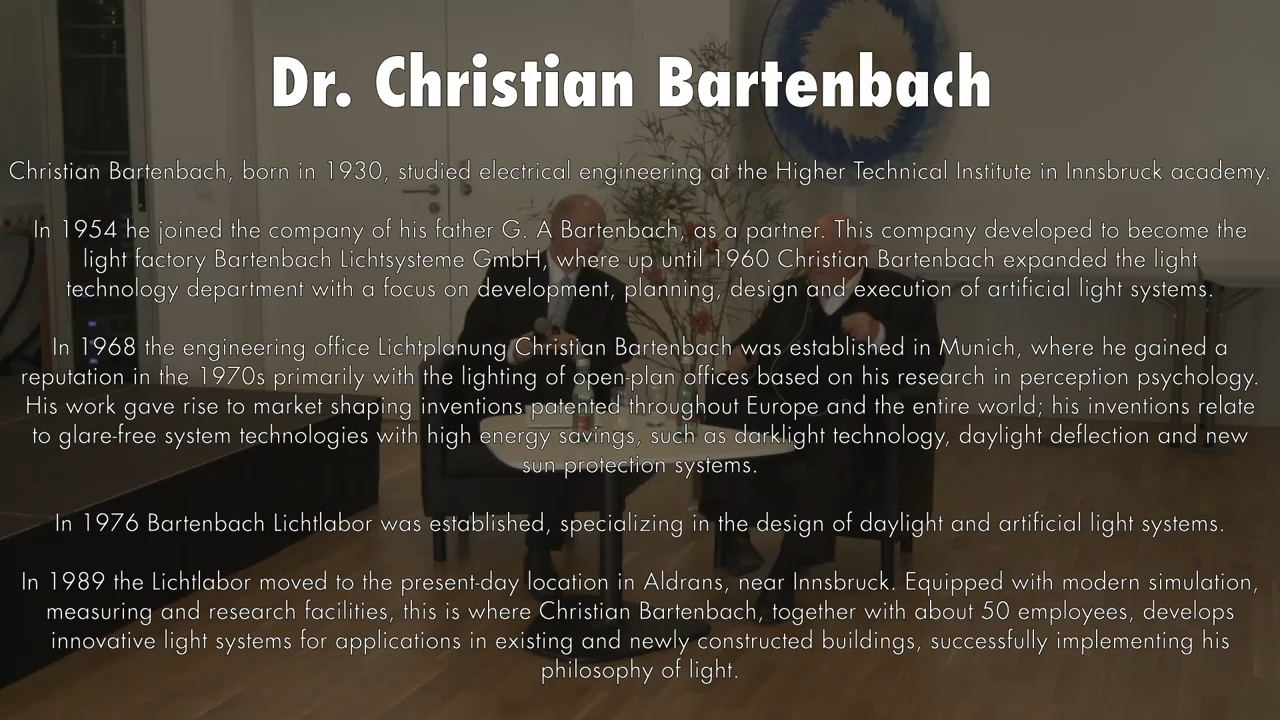 Dr. Christian Bartenbach
Christian Bartenbach, born in 1930, studied electrical engineering at the Higher Technical Institute in Innsbruck academy.
In 1954 he joined the company of his father G. A Bartenbach, as a partner. This company developed to become the
light factory Bartenbach Lichtsysteme GmbH, where up until 1960 Christian Bartenbach expanded the light
technology department with a focus on development, planning, design and execution of artificial light systems.
In 1968 the engineering office Lichtplanung Christian Bartenbach was established in Munich, where he gained a
reputation in the 1970s primarily with the lighting of open-plan offices based on his research in perception psychology.
His work gave rise to market shaping inventions patented throughout Europe and the entire world; his inventions relate
to glare-free system technologies with high energy savings, such as darklight technology, daylight deflection and new
sun protection systems.
In 1976 Bartenbach Lichtlabor was established, specializing in the design of daylight and artificial light systems.
In 1989 the Lichtlabor moved to the present-day location in Aldrans, near Innsbruck. Equipped with modern simulation,
measuring and research facilities, this is where Christian Bartenbach, together with about 50 employees, develops
innovative light systems for applications in existing and newly constructed buildings, successfully implementing his
philosophy of light.